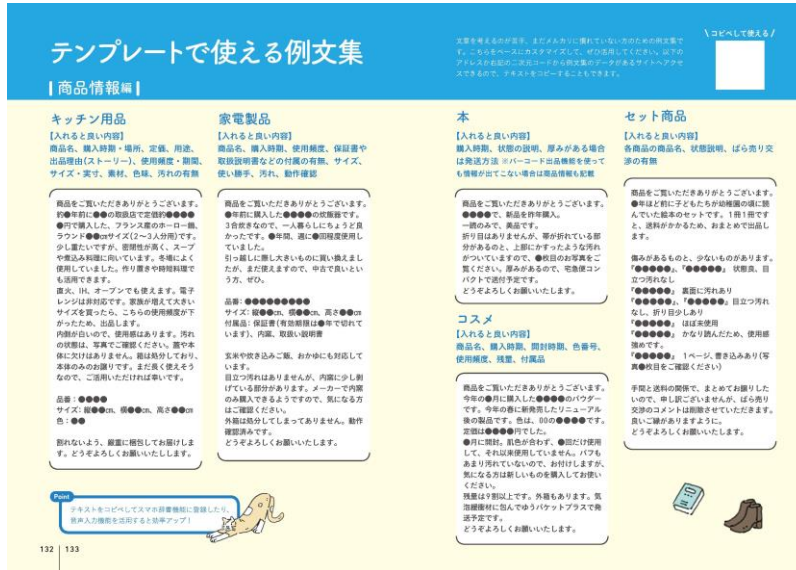 テンプレートで使える例文集
商品情報編
文章を考えるのが苦手、まだメルカリに慣れていない方のための例文集で
す。こちらをベースにカスタマイズして、ぜひ活用してください。以下の
アドレスか右記の二次元コードから例文集のデータがあるサイトへアクセ
スできるので、テキストをコピーすることもできます。
\コピペして使える/
キッチン用品
【入れると良い内容】
商品名、購入時期・場所、定価、用途、
出品理由(ストーリー)、使用頻度・期間、
サイズ・実寸、素材、色味、汚れの有無
商品をご覧いただきありがとうございます。
約●年前に●●の取扱店で定価約●●●●
●円で購入した、フランス産のホーロー鍋、
ラウンド●●cmサイズ(2〜3人分用)です。
少し重たいですが、密閉性が高く、スープ
や煮込み料理に向いています。冬場によく
使用していました。作り置きや時短料理で
も活用できます。
直火、IH、オーブンでも使えます。電子
レンジは非対応です。家族が増えて大きい
サイズを買ったら、こちらの使用頻度が下
がったため、出品します。
内側が白いので、使用感はあります。汚れ
の状態は、写真でご確認ください。蓋や本
体に欠けはありません。箱は処分しており、
本体のみのお譲りです。まだ長く使えそう
なので、ご活用いただければ幸いです。
品番：●●●●
サイズ：縦●●cm、横●●cm、高さ●●cm
色：●●
割れないよう、厳重に梱包してお届けしま
す。どうぞよろしくお願いいたしします。
家電製品
【入れると良い内容】
商品名、購入時期、使用頻度、保証書や
取扱説明書などの付属の有無、サイズ、
使い勝手、汚れ、動作確認
商品をご覧いただきありがとうございます。
●年前に購入した●●●●の炊飯器です。
3合炊きなので、一人暮らしにちょうど良
かったです。●年間、週に●回程度使用し
ていました。
引っ越しに際し大きいものに買い換えまし
たが、まだ使えますので、中古で良いとい
う方、ぜひ。
品番：●●●●●●●●●
サイズ：縦●●cm、横●●cm、高さ●●cm
付属品：保証書(有効期限は●年で切れて
います)、内窯、取扱い説明書
玄米や炊き込みご飯、おかゆにも対応して
います。
目立つ汚れはありませんが、内窯に少し剥
げている部分があります。メーカーで内窯
のみ購入できるようですので、気になる方
はご確認ください。
外箱は処分してしまってありません。動作
確認済みです。
どうぞよろしくお願いいたします。
Point
テキストをコピペしてスマホ辞書機能に登録したり、
音声入力機能を活用すると効率アップ！
132 | 133
本
【入れると良い内容】
購入時期、状態の説明、厚みがある場合
は発送方法 ※バーコード出品機能を使って
も情報が出てこない場合は商品情報も記載
商品をご覧いただきありがとうございます。
●●●●で、新品を昨年購入。
一読のみで、美品です。
折り目はありませんが、帯が折れている部
分があるのと、上部にかすったような汚れ
がついていますので、●枚目のお写真をご
覧ください。厚みがあるので、宅急便コン
パクトで送付予定です。
どうぞよろしくお願いいたします。
コスメ
【入れると良い内容】
商品名、購入時期、開封時期、色番号、
使用頻度、残量、付属品
商品をご覧いただきありがとうございます。
今年の●月に購入した●●●●のパウダー
です。今年の春に新発売したリニューアル
後の製品です。色は、00の●●●●です。
定価は●●●●円でした。
●月に開封。肌色が合わず、●回だけ使用
して、それ以来使用していません。パフも
あまり汚れていないので、お付けしますが、
気になる方は新しいものを購入してお使い
ください。
残量は9割以上です。外箱もあります。気
泡緩衝材に包んでゆうパケットプラスで発
送予定です。
どうぞよろしくお願いいたします。
セット商品
【入れると良い内容】
各商品の商品名、状態説明、ばら売り交
渉の有無
商品をご覧いただきありがとうございます。
●年ほど前に子どもたちが幼稚園の頃に読
んでいた絵本のセットです。1冊1冊です
と、送料がかかるため、おまとめで出品し
ます。
傷みがあるものと、少ないものがあります。
『●●●●●』、『●●●●●』 状態良、目
立つ汚れなし
『●●●●●』 裏面に汚れあり
『●●●●●』、『●●●●●』 目立つ汚れ
なし、折り目少しあり
『●●●●●』 ほぼ未使用
『●●●●●』 かなり読んだため、使用感
強めです。
『●●●●●』 1ページ、書き込みあり(写
真●枚目をご確認ください)
手間と送料の関係で、まとめてお譲りした
いので、申し訳ございませんが、ばら売り
交渉のコメントは削除させていただきます。
良いご縁がありますように。
どうぞよろしくお願いいたします。